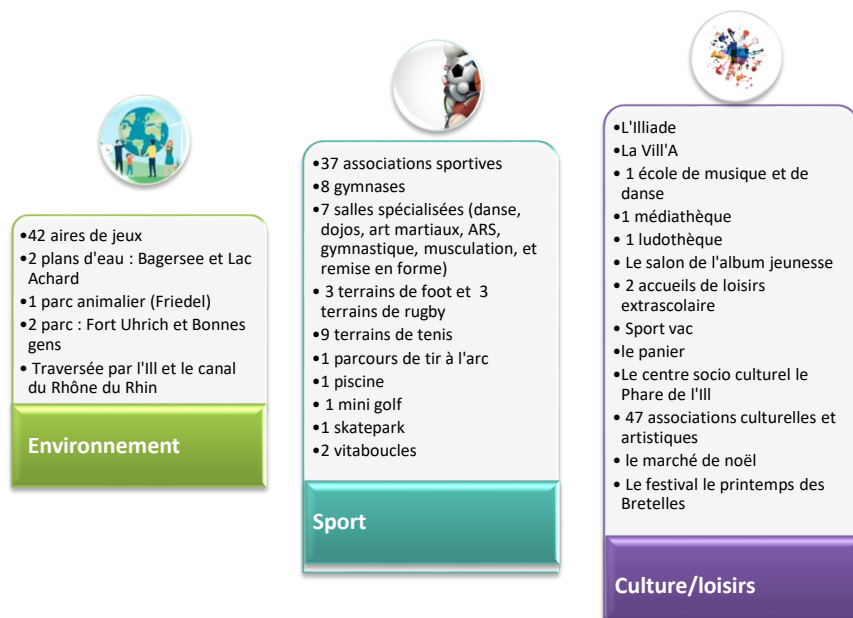 •42 aires de jeux
•2 plans d'eau : Bagersee et Lac
Achard
•1 parc animalier (Friedel)
•2 parc : Fort Uhrich et Bonnes
gens
• Traversée par l'Ill et le canal
du Rhône du Rhin
Environnement
•37 associations sportives
•8 gymnases
•7 salles spécialisées (danse,
dojos, art martiaux, ARS,
gymnastique, musculation, et
remise en forme)
• 3 terrains de foot et 3
terrains de rugby
•9 terrains de tenis
•1 parcours de tir à l'arc
•1 piscine
• 1 mini golf
•1 skatepark
•2 vitaboucles
Sport
•L'Illiade
•La Vill'A
• 1 école de musique et de
danse
•1 médiathèque
• 1 ludothèque
• Le salon de l'album jeunesse
• 2 accueils de loisirs
extrascolaire
• Sport vac
•le panier
•Le centre socio culturel le
Phare de l'Ill
• 47 associations culturelles et
artistiques
• le marché de noël
• Le festival le printemps des
Bretelles
Culture/loisirs